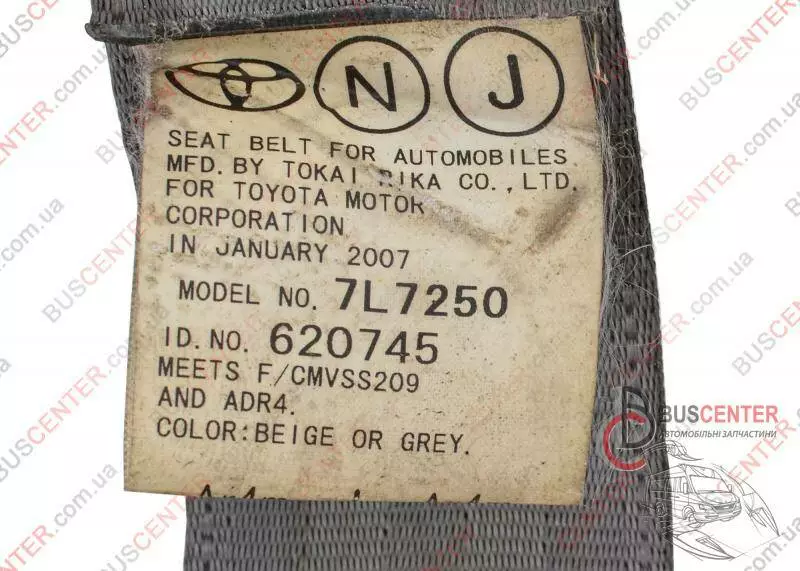 N J
SEAT BELT FOR AUTOMOBILES
MFD. BY TOKAI RIKA CO., LTD.
FOR TOYOTA MOTOR
CORPORATION
IN JANUARY 2007
MODEL NO. 7L7250
ID. NO. 620745
MEETS F/CMVSS209
AND ADR4.
COLOR:BEIGE OR GREY.
BUSCENTER
АВТОМОБІЛЬНІ ЗАПЧАСТИНИ
BUSCENTER.com.ua